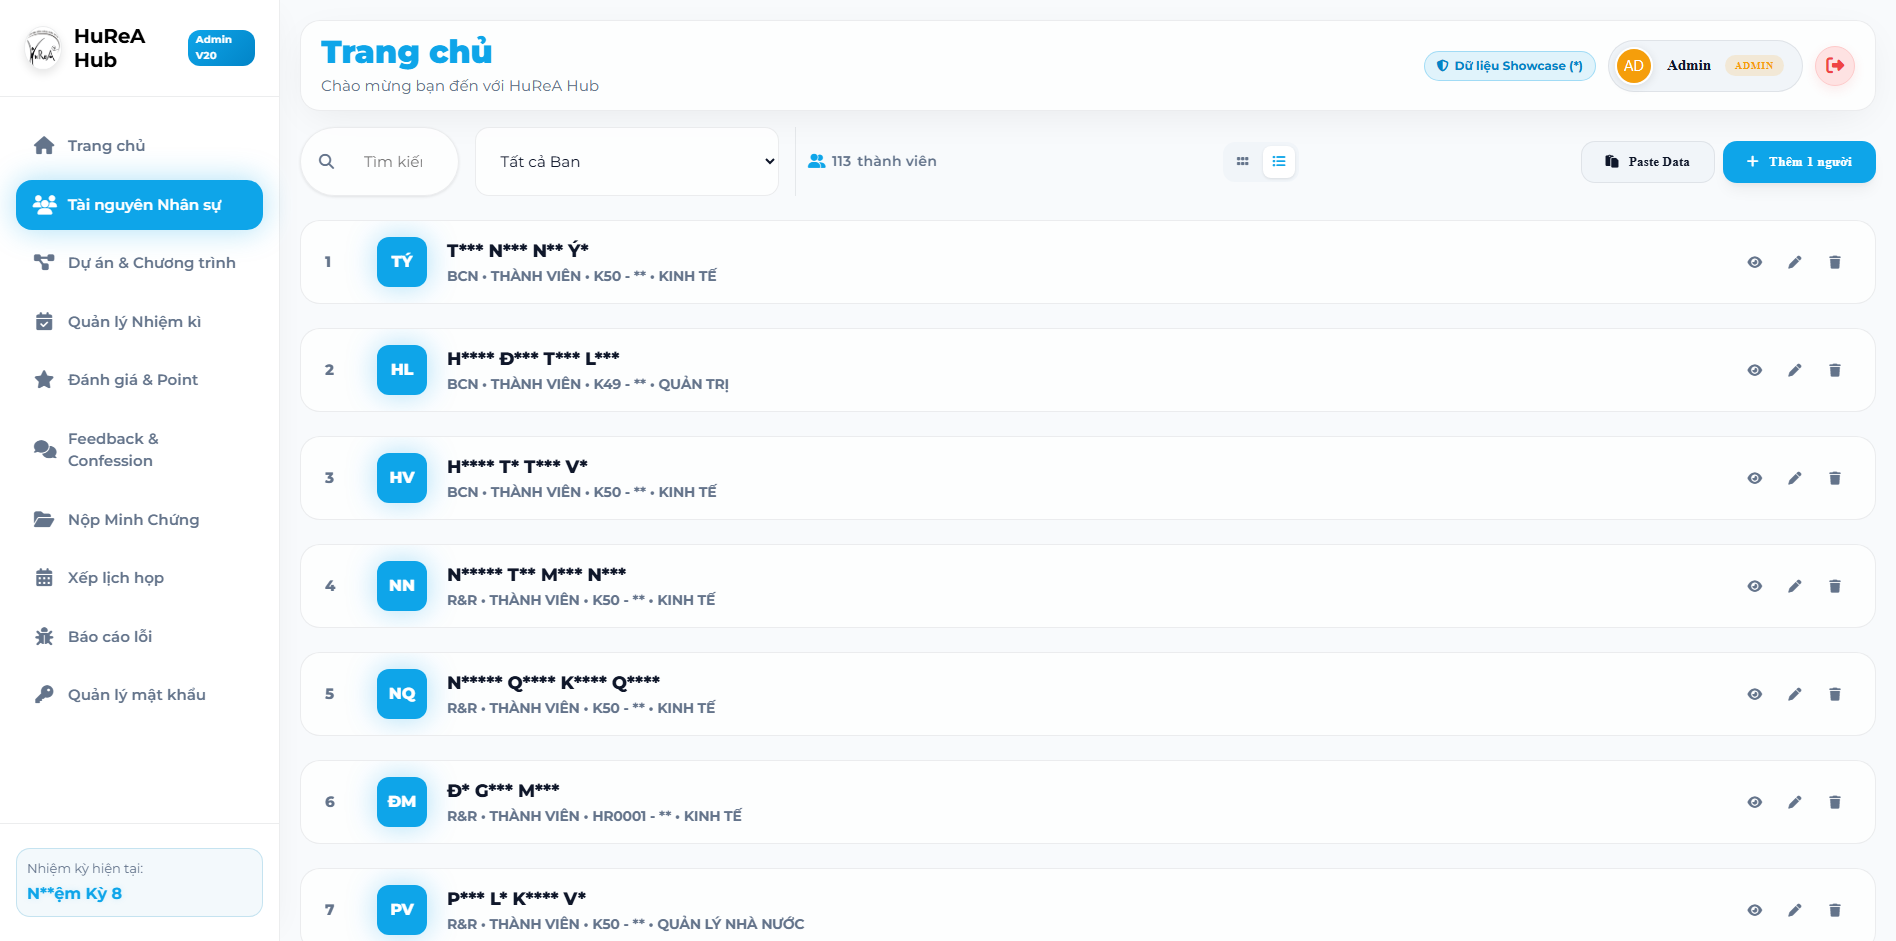 HuReA
Hub
Admin
V20
Trang chủ
Tài nguyên Nhân sự
Dự án & Chương trình
Quản lý Nhiệm kì
Đánh giá & Point
Feedback &
Confession
Nộp Minh Chứng
Xếp lịch họp
Báo cáo lỗi
Quản lý mật khẩu
Nhiệm kỳ hiện tại:
N**ệm Kỳ 8
Trang chủ
Chào mừng bạn đến với HuReA Hub
Dữ liệu Showcase (*)
AD
Admin
ADMIN
Tìm kiế
Tất cả Ban
113 thành viên
Paste Data
Thêm 1 người
1
TÝ
T*** N*** N** Ý*
BCN • THÀNH VIÊN • K50 - ** • KINH TẾ
2
HL
H**** Đ*** T*** L***
BCN • THÀNH VIÊN • K49 - ** • QUẢN TRỊ
3
HV
H**** T* T*** V*
BCN • THÀNH VIÊN • K50 - ** • KINH TẾ
4
NN
N***** T** M*** N***
R&R • THÀNH VIÊN • K50 - ** • KINH TẾ
5
NQ
N***** Q**** K**** Q****
R&R • THÀNH VIÊN • K50 - ** • KINH TẾ
6
ĐM
Đ* G*** M***
R&R • THÀNH VIÊN • HR0001 - ** • KINH TẾ
7
PV
P*** L* K**** V*
R&R • THÀNH VIÊN • K50 - ** • QUẢN LÝ NHÀ NƯỚC